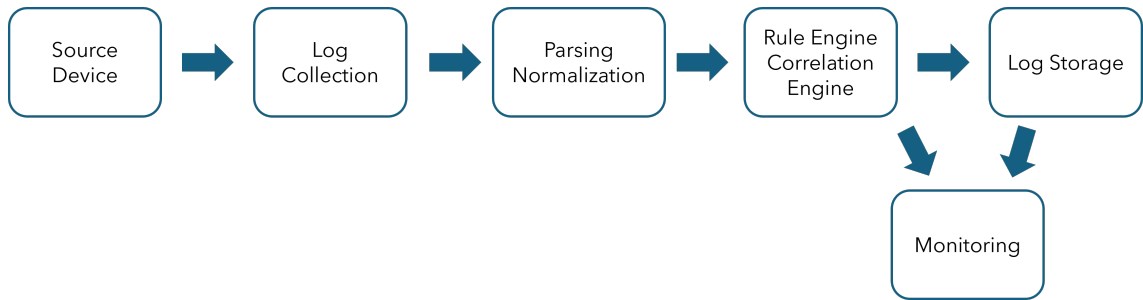 Source
Device
Log
Collection
Parsing
Normalization
Rule Engine
Correlation
Engine
Log Storage
Monitoring